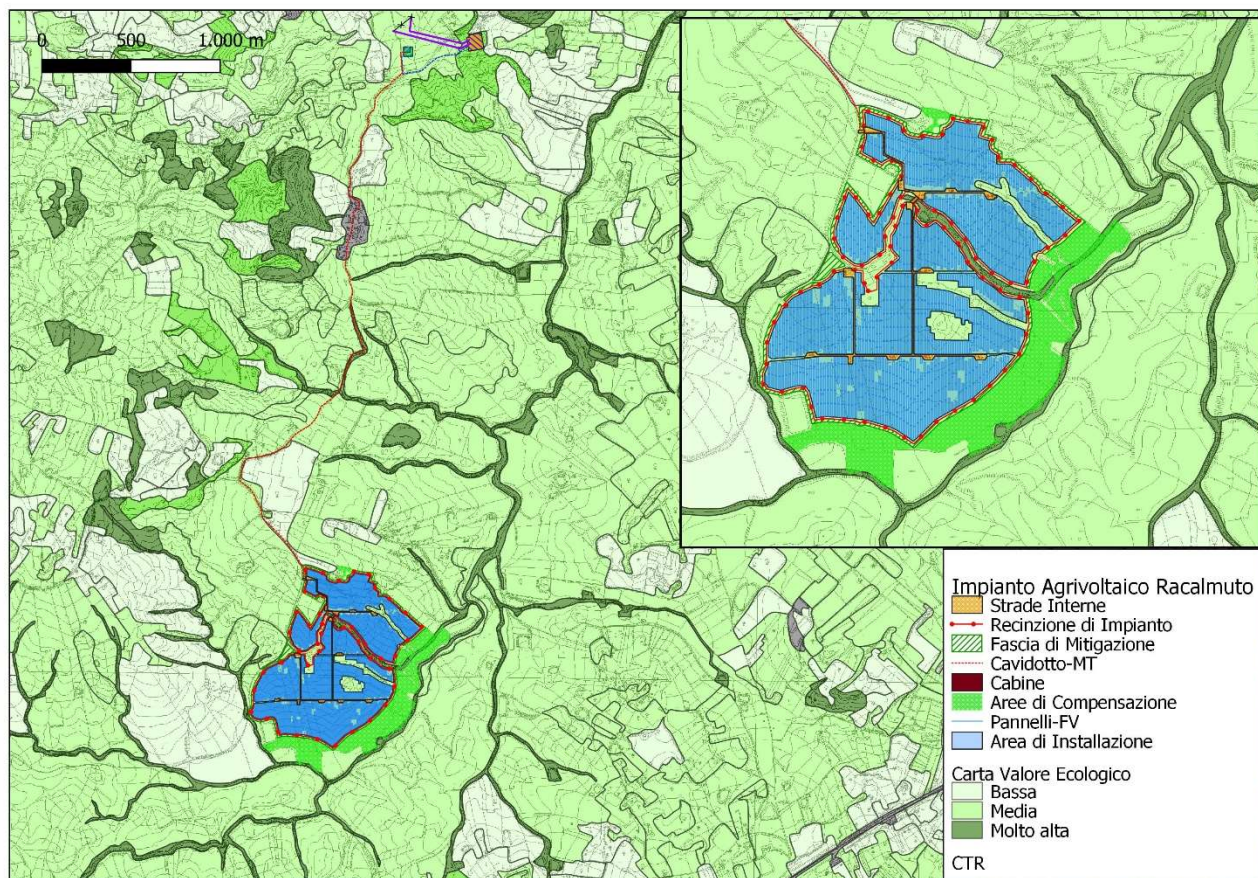 0 500 1.000 m
Impianto Agrivoltaico Racalmuto
Strade Interne
Recinzione di Impianto
Fascia di Mitigazione
Cavidotto-MT
Cabine
Aree di Compensazione
Pannelli-FV
Area di Installazione
Carta Valore Ecologico
Bassa
Media
Molto alta
CTR